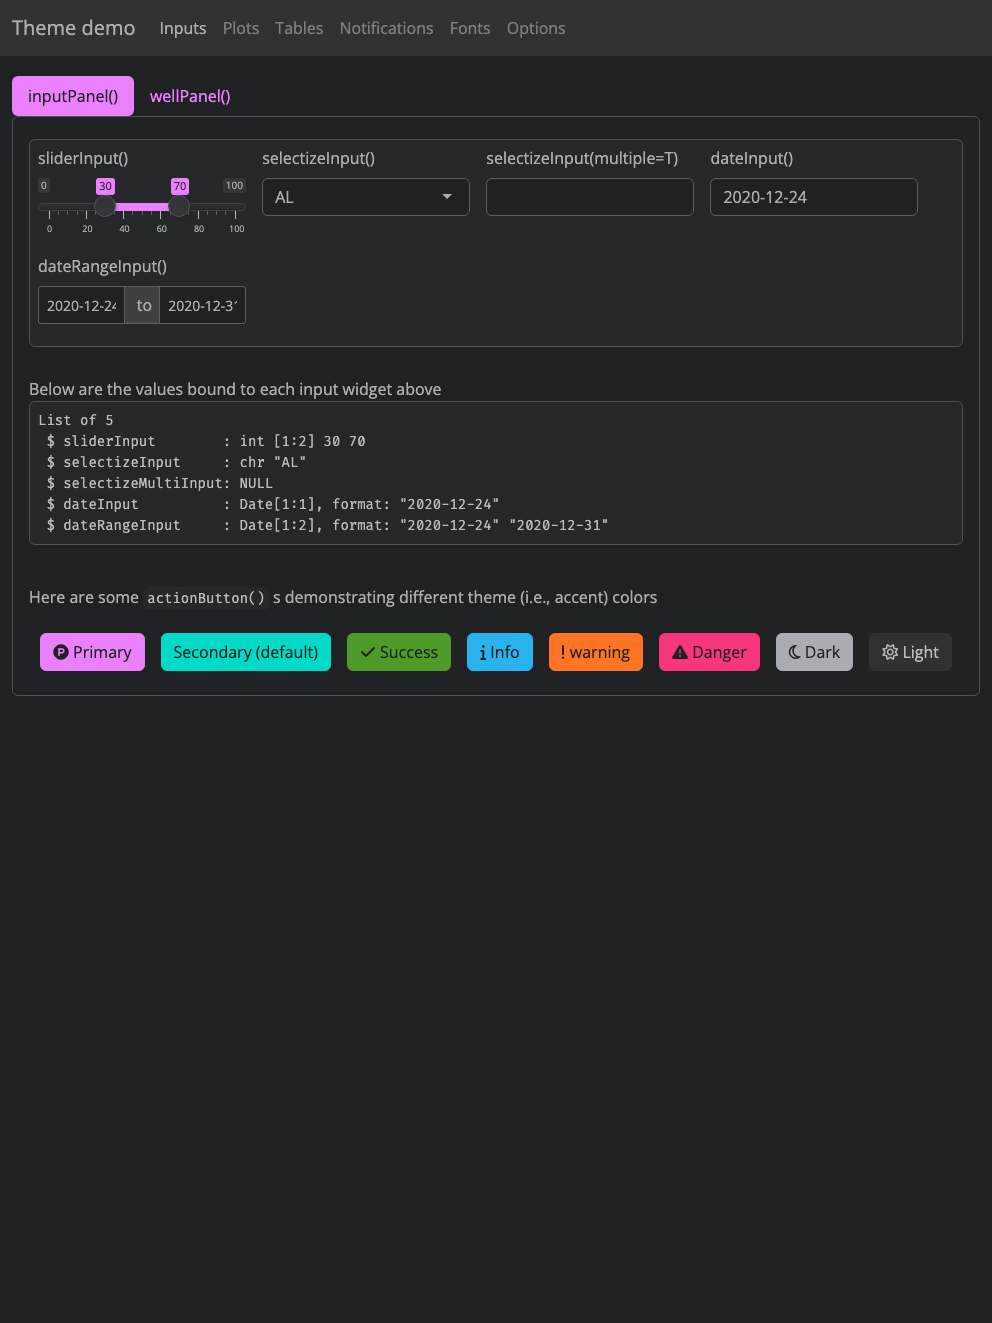 Theme demo Inputs Plots Tables Notifications Fonts Options
inputPanel() wellPanel()
sliderInput() selectizeInput() selectizeInput(multiple=T) dateInput()
0 30 70 100
AL 2020-12-24
0 20 40 60 80 100
dateRangeInput()
2020-12-24 to 2020-12-31
Below are the values bound to each input widget above
List of 5
$ sliderInput : int [1:2] 30 70
$ selectizeInput : chr "AL"
$ selectizeMultiInput: NULL
$ dateInput : Date[1:1], format: "2020-12-24"
$ dateRangeInput : Date[1:2], format: "2020-12-24" "2020-12-31"
Here are some actionButton() s demonstrating different theme (i.e., accent) colors
Primary Secondary (default) Success Info warning Danger Dark Light